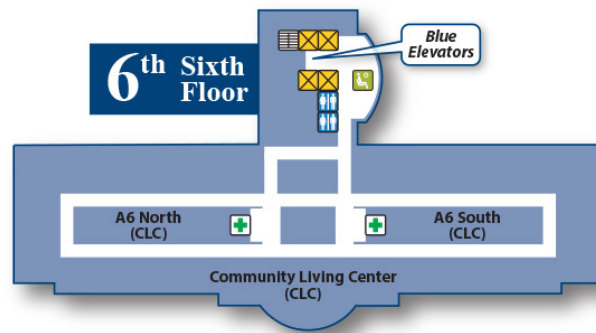 Blue
Elevators
6th Sixth
Floor
A6 North
(CLC)
A6 South
(CLC)
Community Living Center
(CLC)